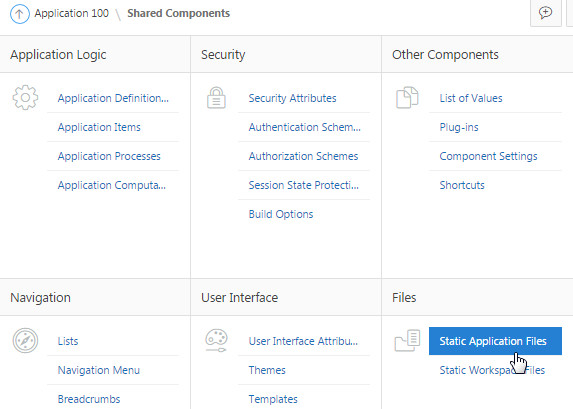 Application 100 \ Shared Components
Application Logic
Application Definition...
Application Items
Application Processes
Application Computa...
Security
Security Attributes
Authentication Schem...
Authorization Schemes
Session State Protecti...
Build Options
Other Components
List of Values
Plug-ins
Component Settings
Shortcuts
Navigation
Lists
Navigation Menu
Breadcrumbs
User Interface
User Interface Attribu...
Themes
Templates
Files
Static Application Files
Static Workspace Files